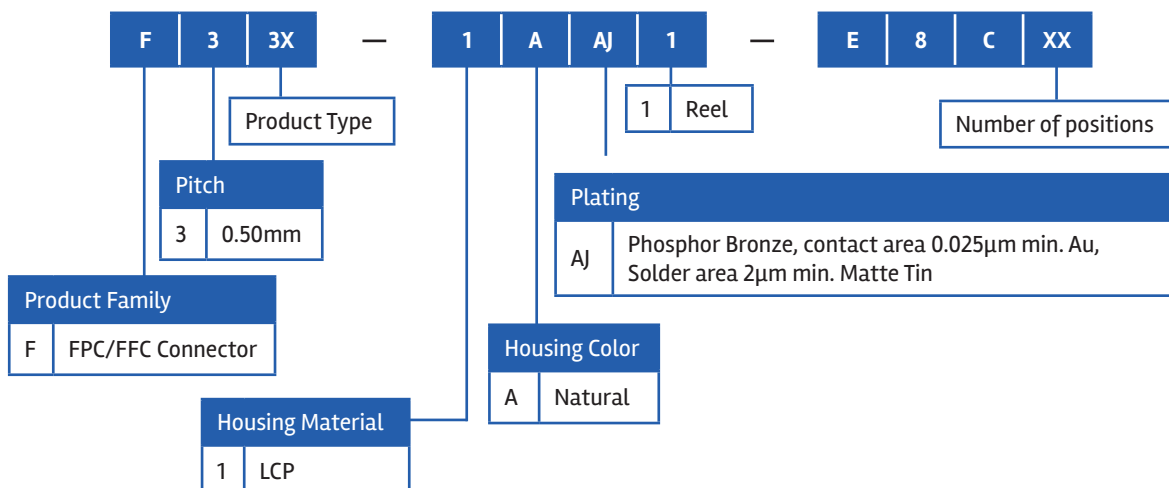 F 3 3X — 1 A AJ 1 — E 8 C XX
1 Reel
Product Type
Number of positions
Pitch
3 0.50mm
Plating
AJ Phosphor Bronze, contact area 0.025µm min. Au,
Solder area 2µm min. Matte Tin
Product Family
F FPC/FFC Connector
Housing Color
A Natural
Housing Material
1 LCP